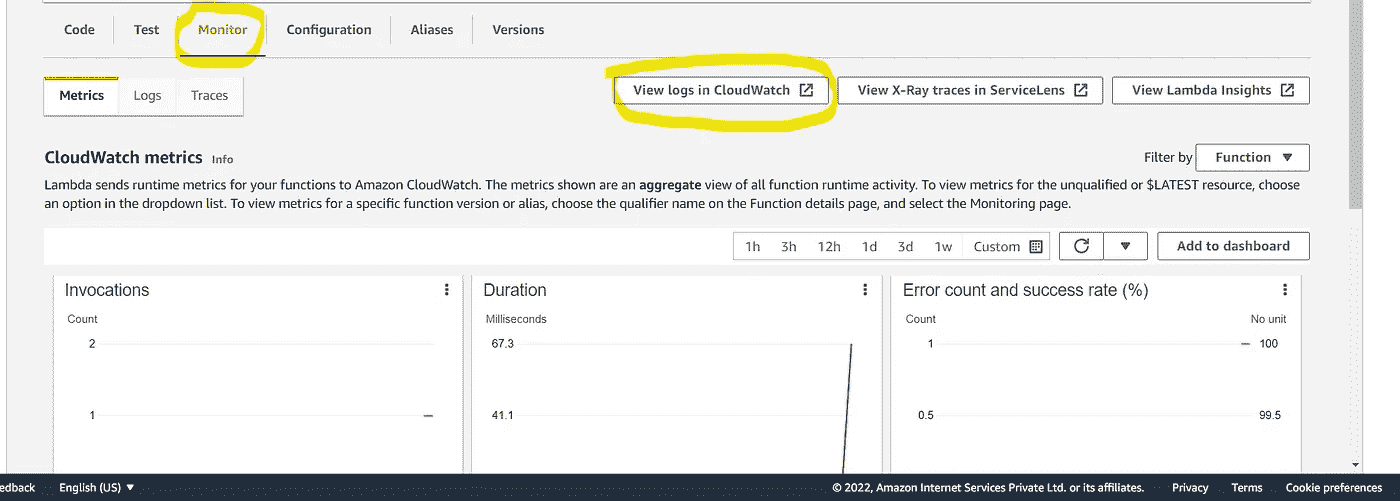 Code Test Monitor Configuration Aliases Versions
Metrics Logs Traces View logs in CloudWatch View X-Ray traces in ServiceLens View Lambda Insights
CloudWatch metrics Info Filter by Function
Lambda sends runtime metrics for your functions to Amazon CloudWatch. The metrics shown are an aggregate view of all function runtime activity. To view metrics for the unqualified or $LATEST resource, choose
an option in the dropdown list. To view metrics for a specific function version or alias, choose the qualifier name on the Function details page, and select the Monitoring page.
1h 3h 12h 1d 3d 1w Custom Add to dashboard
Invocations Duration Error count and success rate (%)
Count Milliseconds Count No unit
2 67.3 1 100
1 41.1 0.5 99.5
edback English (US) © 2022, Amazon Internet Services Private Ltd. or its affiliates. Privacy Terms Cookie preferences